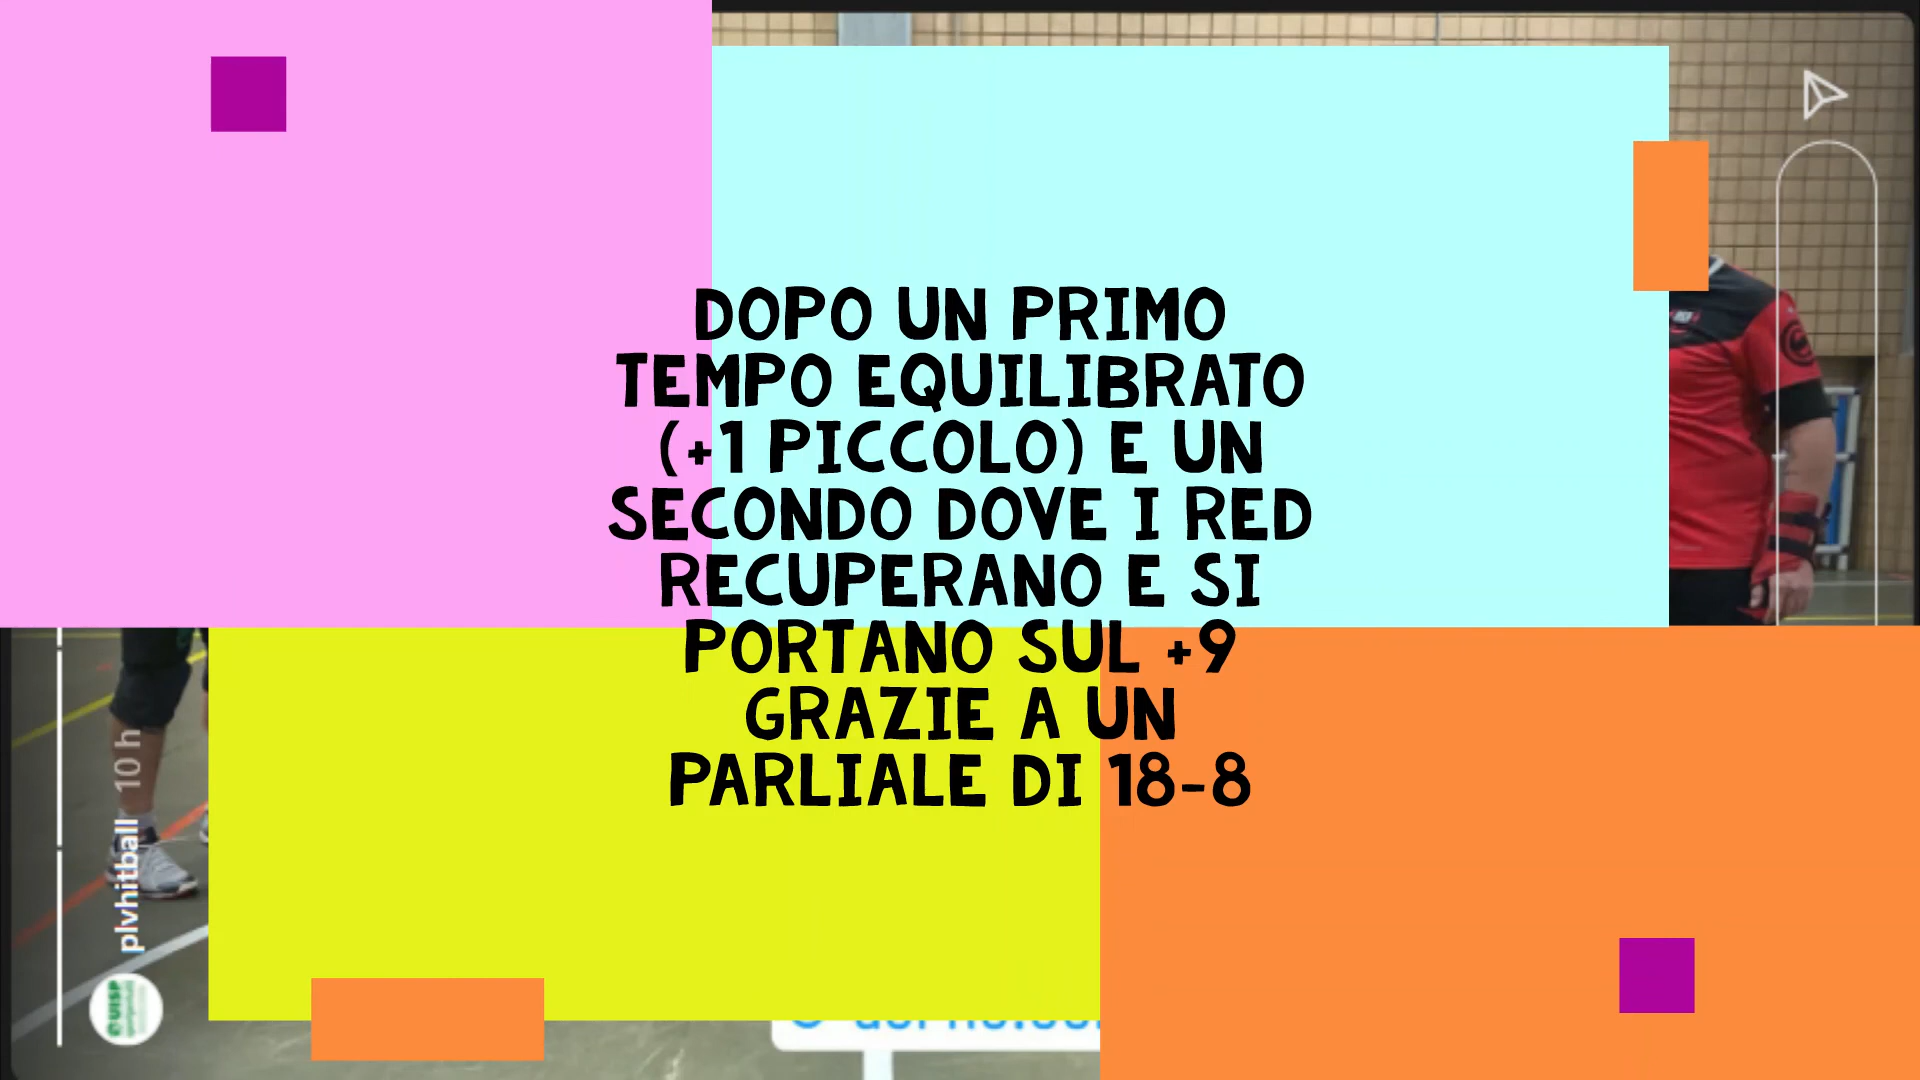 DOPO UN PRIMO
TEMPO EQUILIBRATO
(+1 PICCOLO) E UN
SECONDO DOVE I RED
RECUPERANO E SI
PORTANO SUL +9
GRAZIE A UN
PARLIALE DI 18-8
plvhitball 10 h
UISP